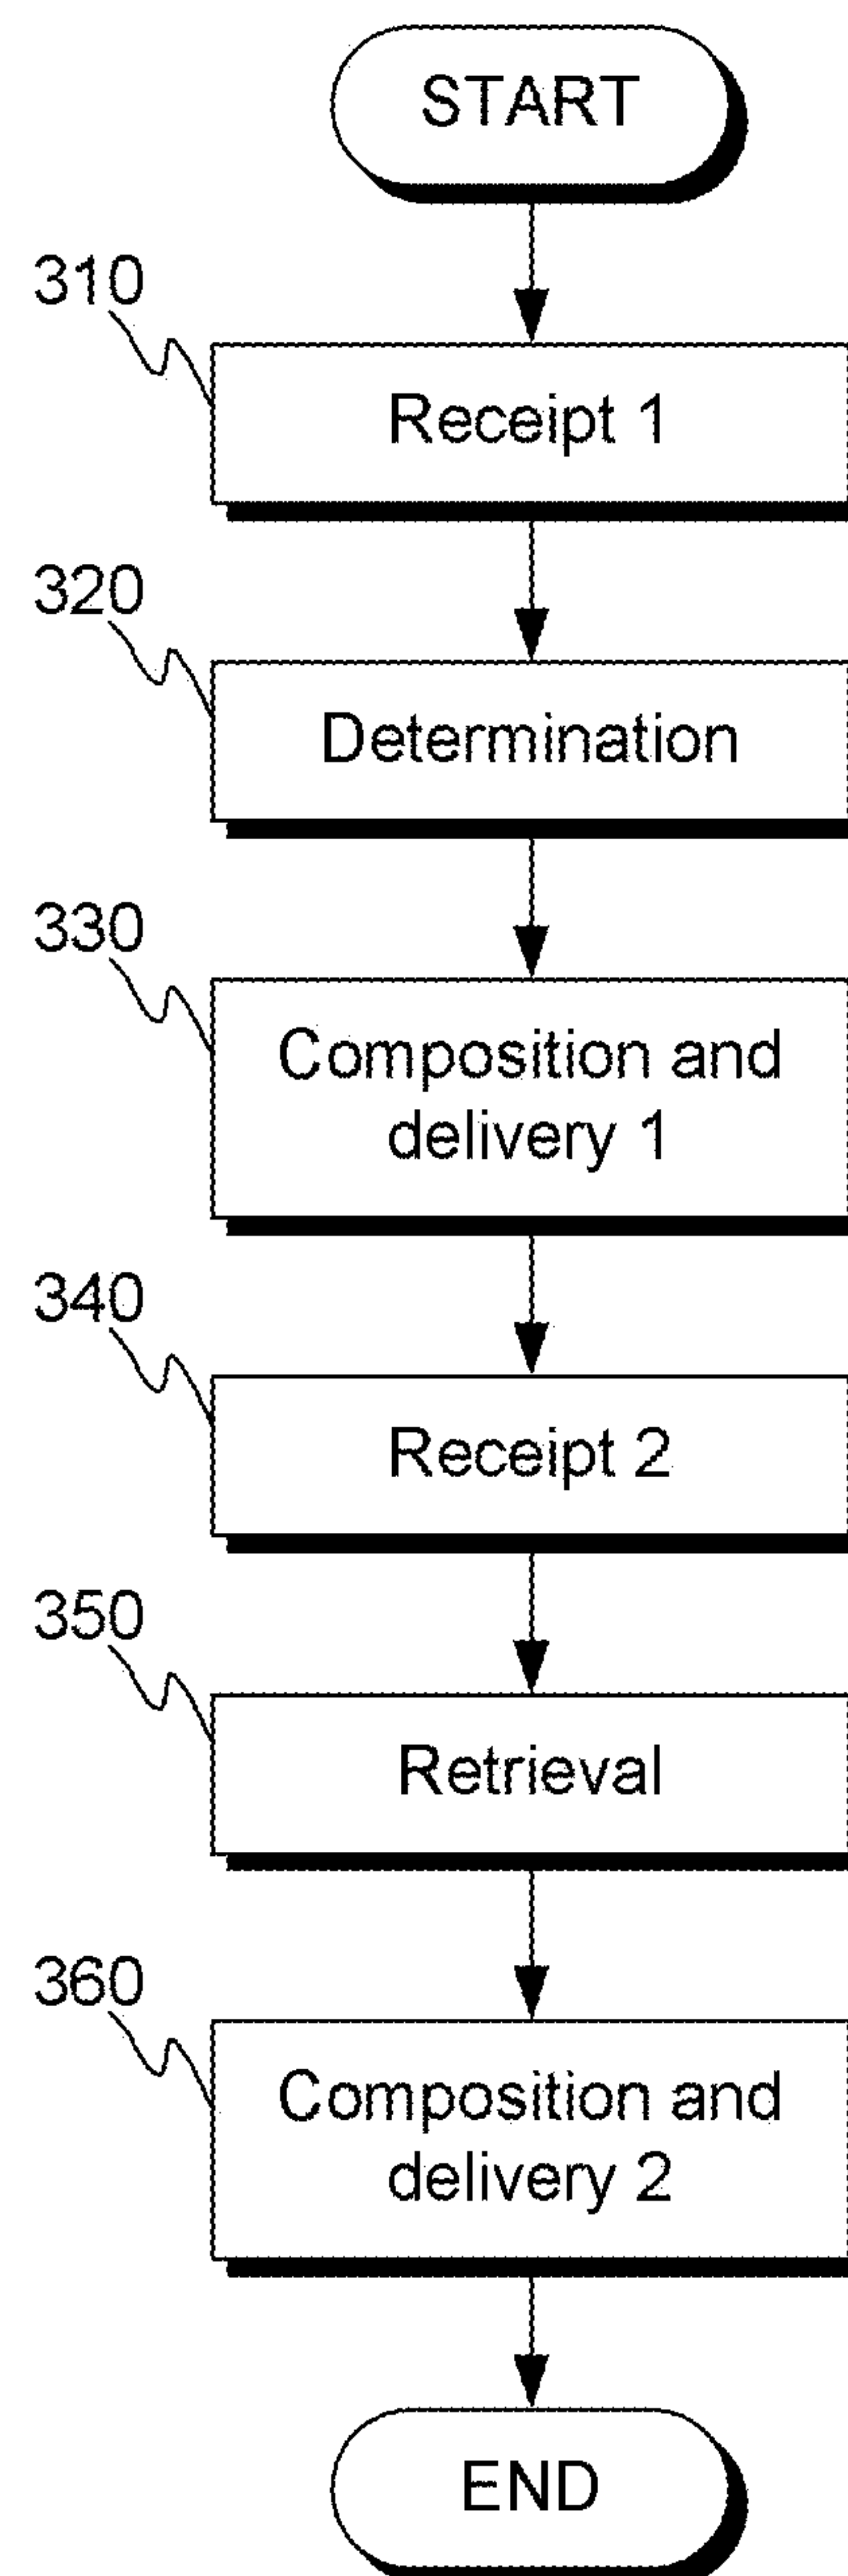 START
310
Receipt 1
320
Determination
330
Composition and
delivery 1
340
Receipt 2
350
Retrieval
360
Composition and
delivery 2
END